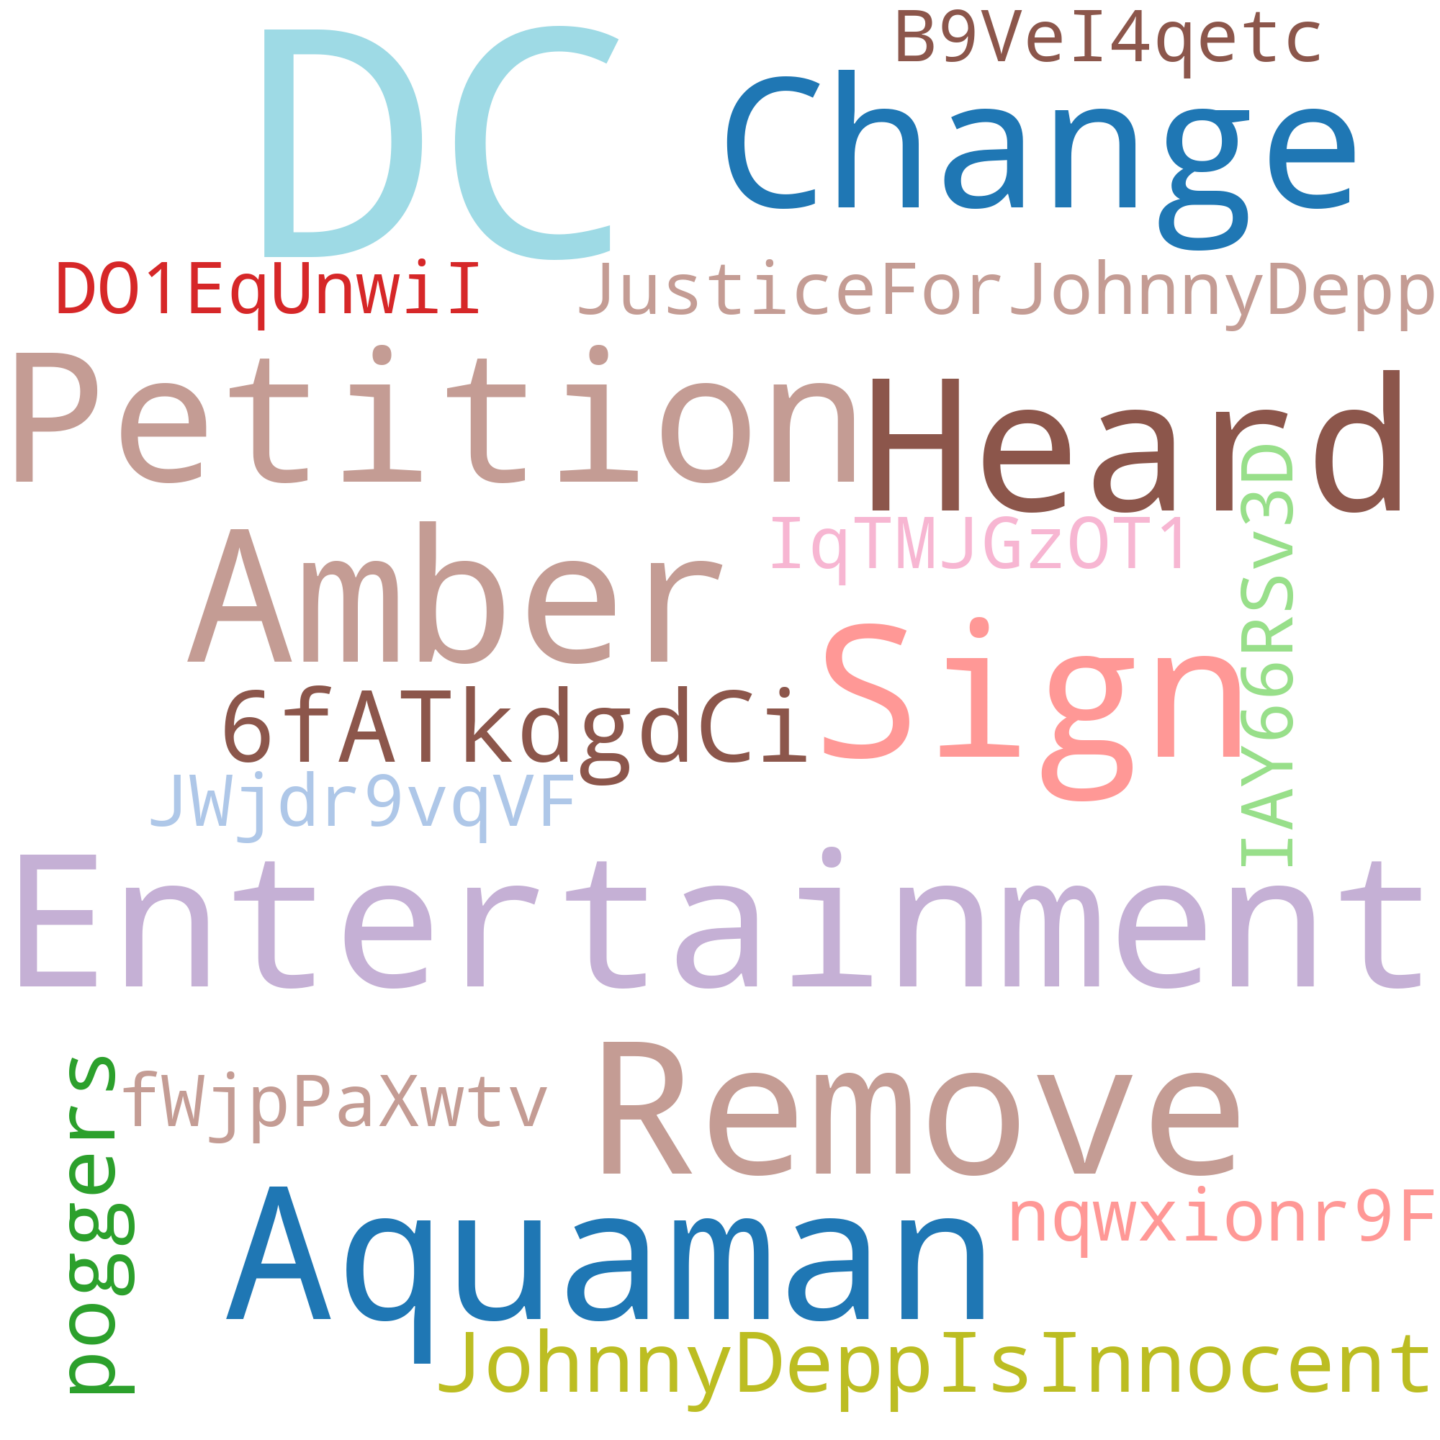 B9VeI4qetc
DC
Change
DO1EqUnwiI
JusticeForJohnnyDepp
Petition
Heard
IAY66RSv3D
IqTMJGzOT1
Amber
Sign
6fATkdgdCi
JWjdr9vqVF
Entertainment
Remove
poggers
fWjpPaXwtv
Aquaman
nqwxionr9F
JohnnyDeppIsInnocent